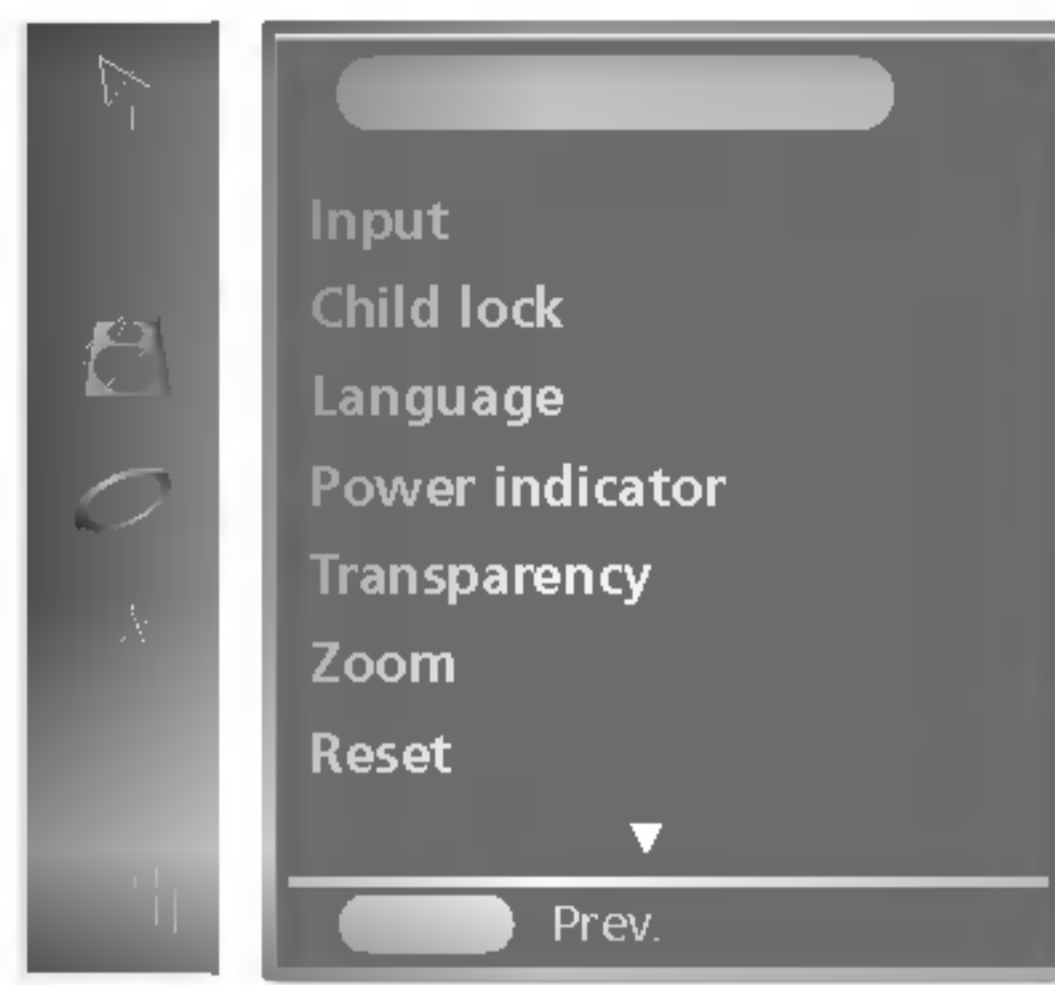 Input
Child lock
Language
Power indicator
Transparency
Zoom
Reset
Prev.